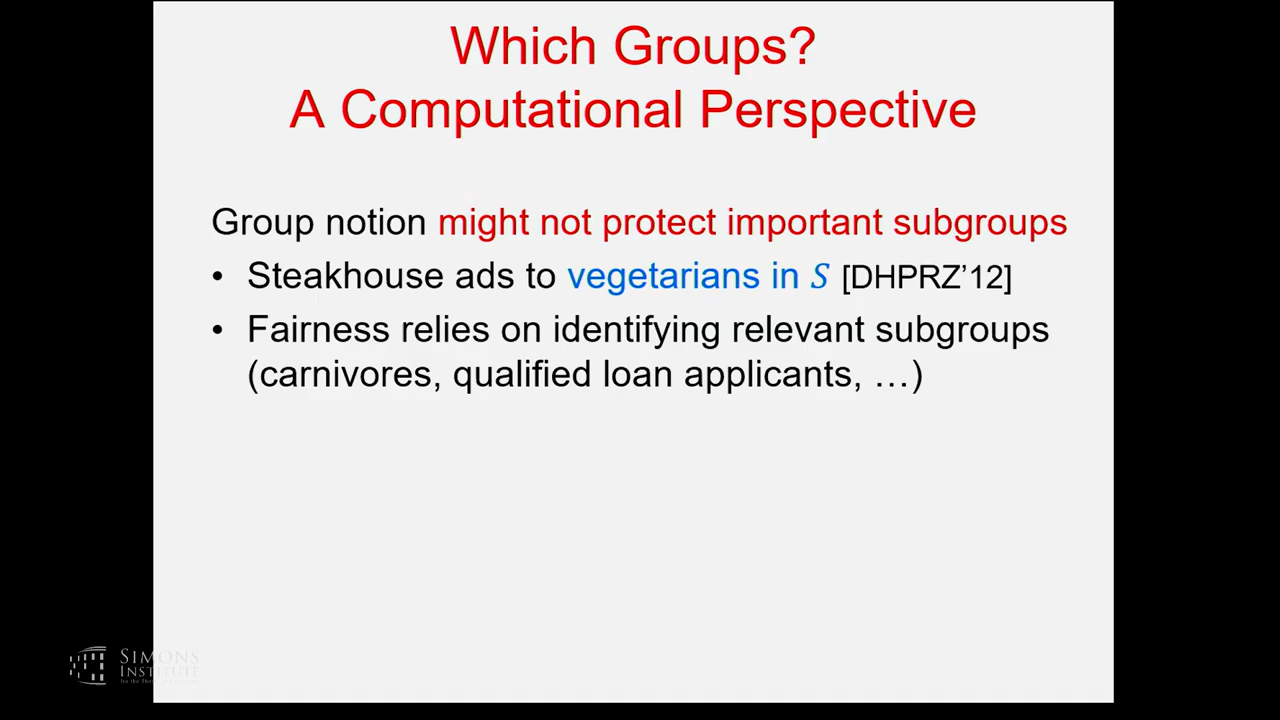 Which Groups?
A Computational Perspective
Group notion might not protect important subgroups
• Steakhouse ads to vegetarians in S [DHPRZ'12]
• Fairness relies on identifying relevant subgroups
(carnivores, qualified loan applicants, …)
SIMONS
INSTITUTE